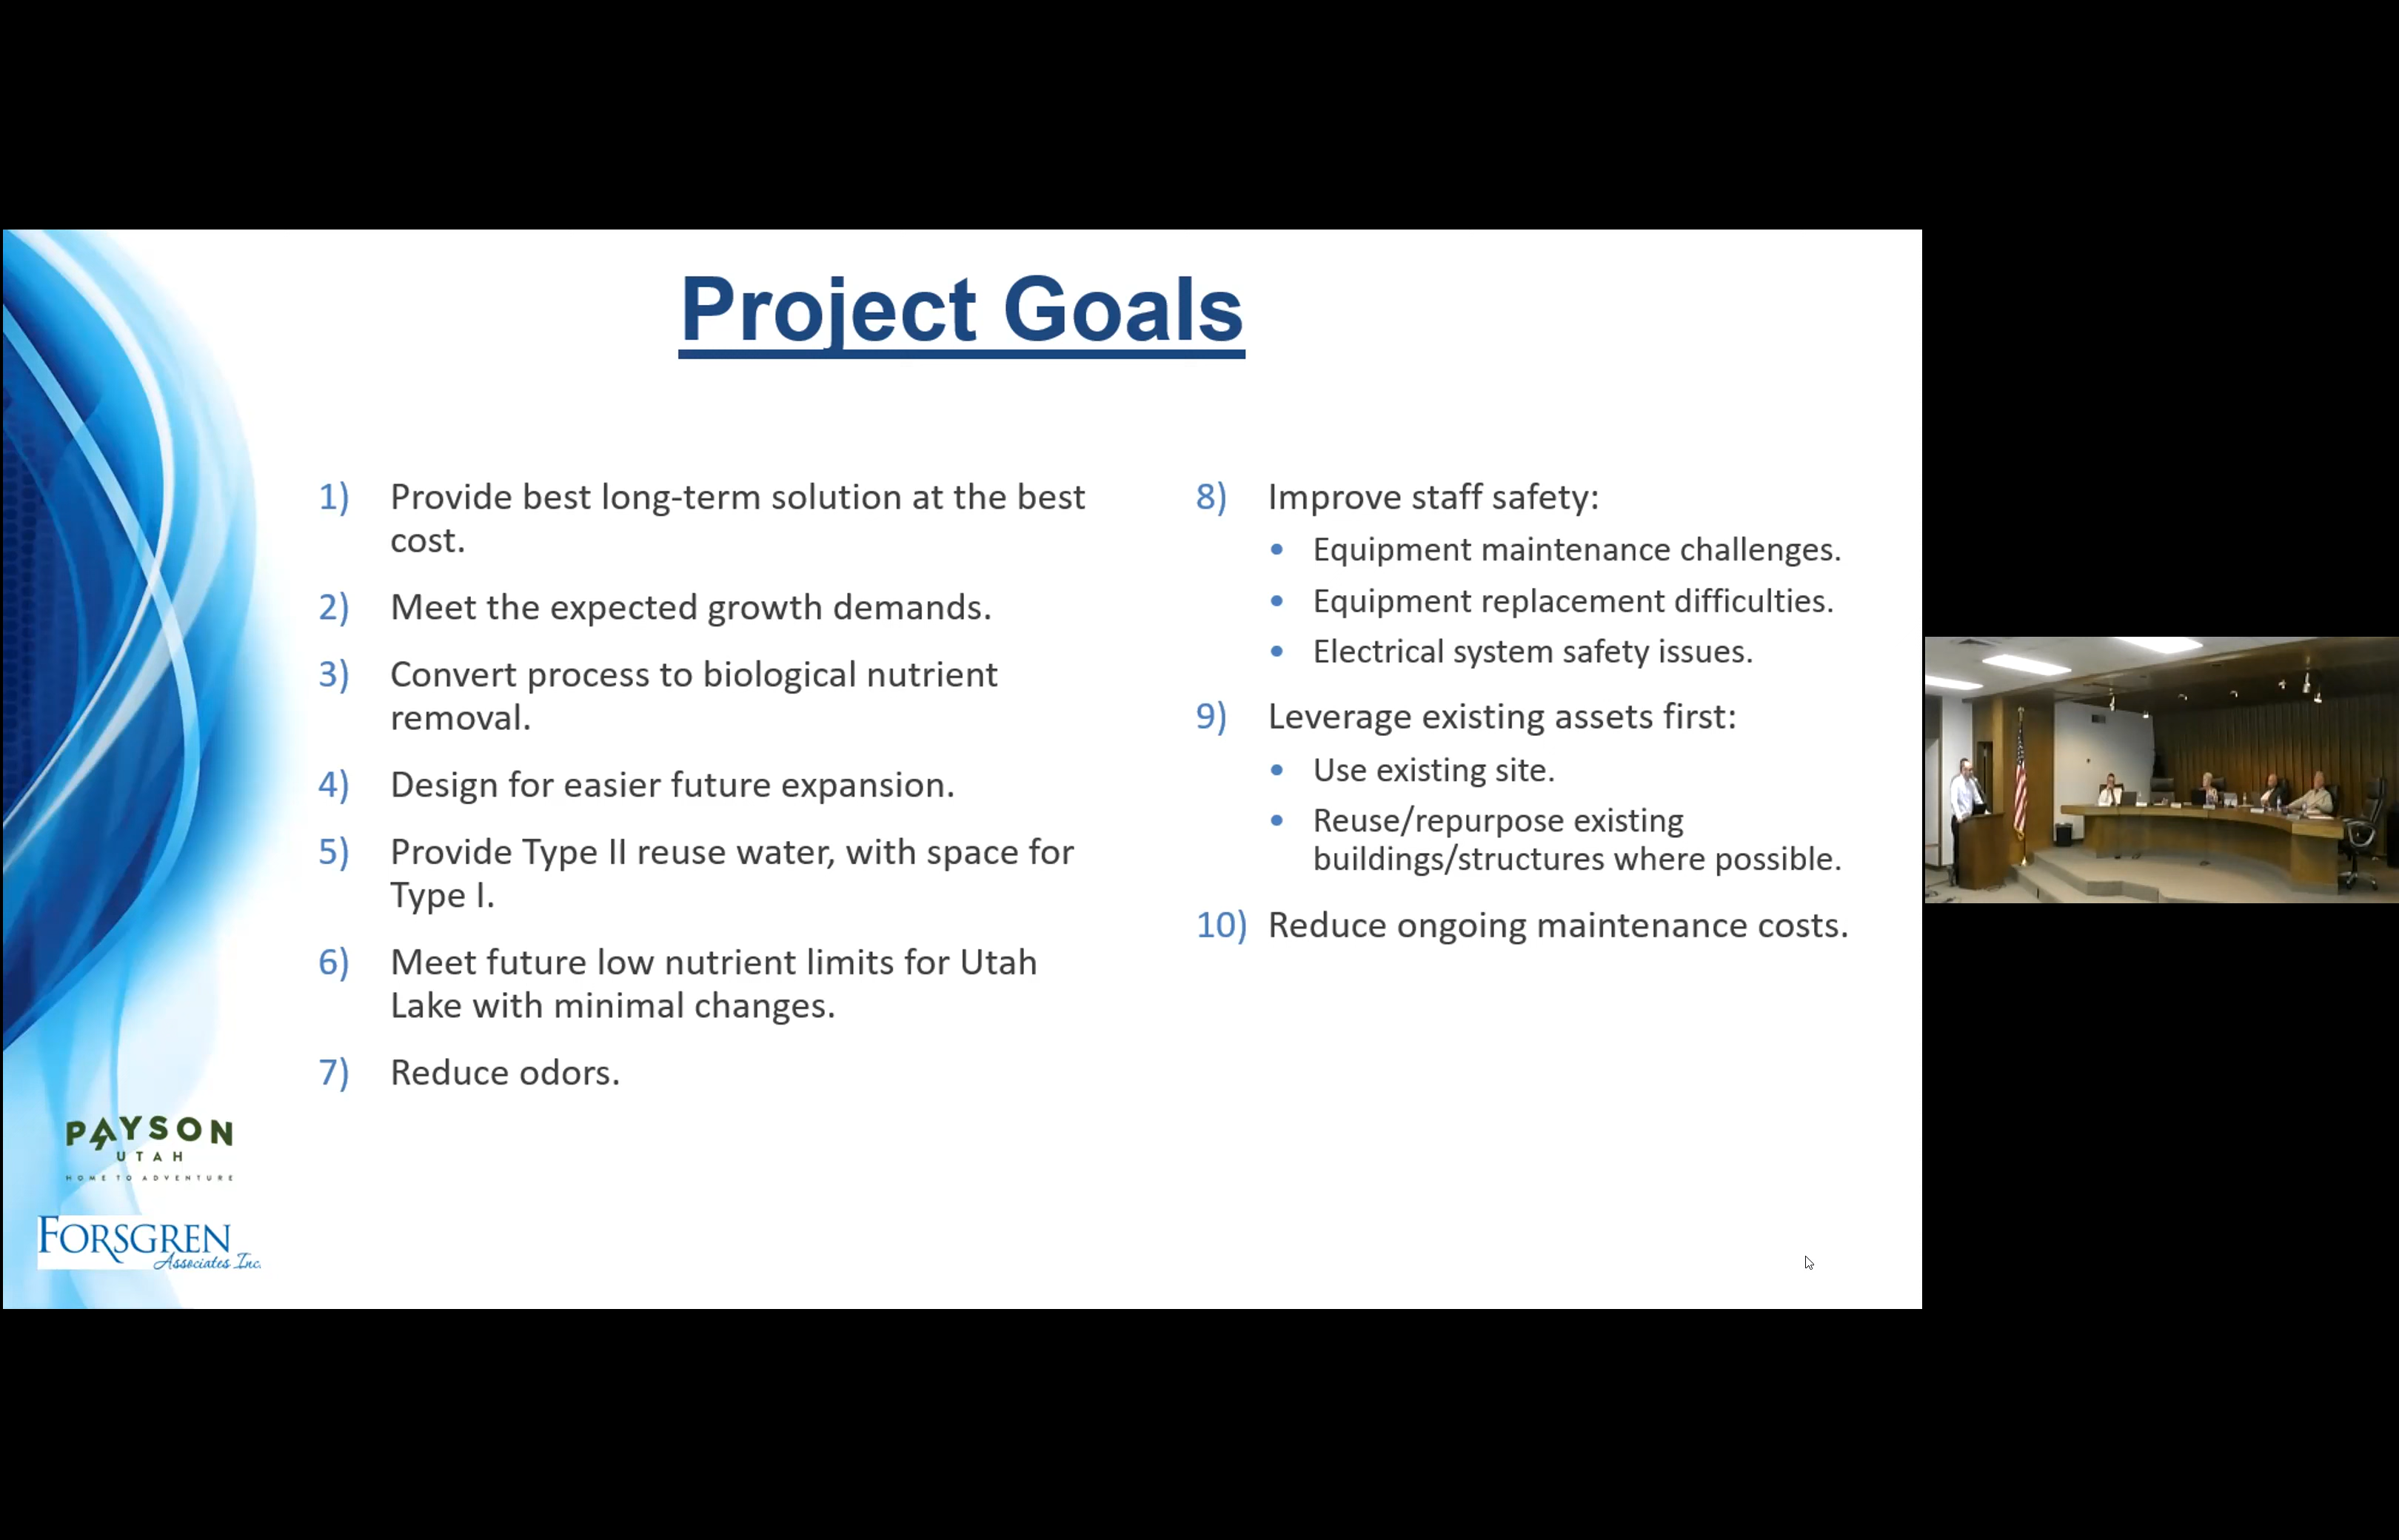 Project Goals
1) Provide best long-term solution at the best
cost.
2) Meet the expected growth demands.
3) Convert process to biological nutrient
removal.
4) Design for easier future expansion.
5) Provide Type II reuse water, with space for
Type I.
6) Meet future low nutrient limits for Utah
Lake with minimal changes.
7) Reduce odors.
8) Improve staff safety:
• Equipment maintenance challenges.
• Equipment replacement difficulties.
• Electrical system safety issues.
9) Leverage existing assets first:
• Use existing site.
• Reuse/repurpose existing
buildings/structures where possible.
10) Reduce ongoing maintenance costs.
PAYSON
UTAH
HOME TO ADVENTURE
FORSGREN
Associates Inc.